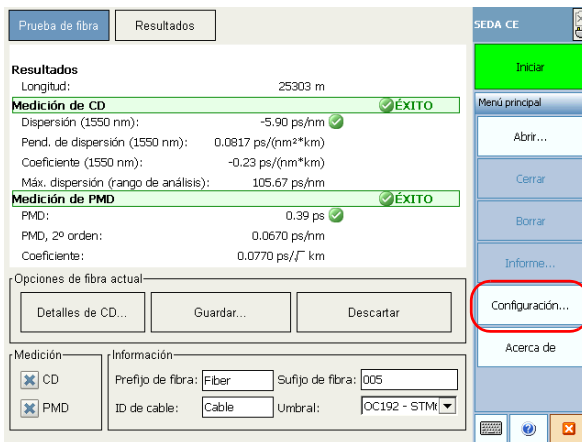 Prueba de fibra Resultados
SEDA CE
Resultados
Longitud: 25303 m
Medición de CD ÉXITO
Dispersión (1550 nm): -5.90 ps/nm
Pend. de dispersión (1550 nm): 0.0817 ps/(nm²*km)
Coeficiente (1550 nm): -0.23 ps/(nm*km)
Máx. dispersión (rango de análisis): 105.67 ps/nm
Medición de PMD ÉXITO
PMD: 0.39 ps
PMD, 2º orden: 0.0670 ps/nm
Coeficiente: 0.0770 ps/√ km
Opciones de fibra actual
Detalles de CD... Guardar... Descartar
Medición
CD
PMD
Información
Prefijo de fibra: Fiber Sufijo de fibra: 005
ID de cable: Cable Umbral: OC192 - STM
Iniciar
Menú principal
Abrir...
Cerrar
Borrar
Informe...
Configuración...
Acerca de